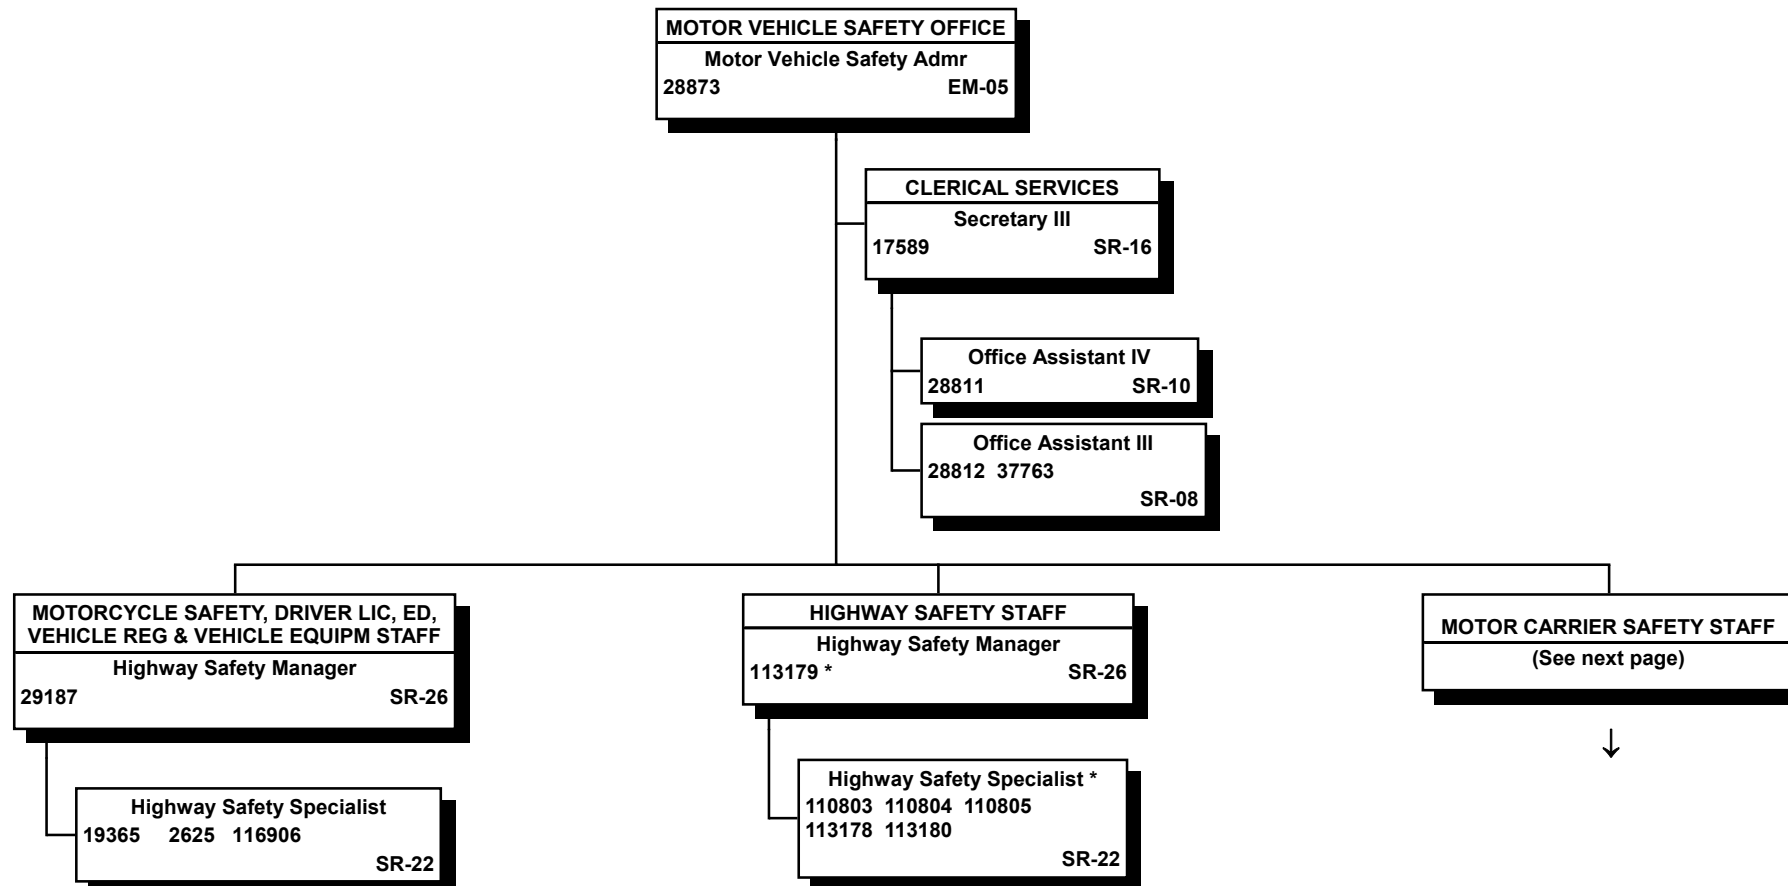 MOTOR VEHICLE SAFETY OFFICE
Motor Vehicle Safety Admr
28873 EM-05
CLERICAL SERVICES
Secretary III
17589 SR-16
Office Assistant IV
28811 SR-10
Office Assistant III
28812 37763
SR-08
MOTORCYCLE SAFETY, DRIVER LIC, ED,
VEHICLE REG & VEHICLE EQUIPM STAFF
Highway Safety Manager
29187 SR-26
Highway Safety Specialist
19365 2625 116906
SR-22
HIGHWAY SAFETY STAFF
Highway Safety Manager
113179 * SR-26
Highway Safety Specialist *
110803 110804 110805
113178 113180
SR-22
MOTOR CARRIER SAFETY STAFF
(See next page)
↓